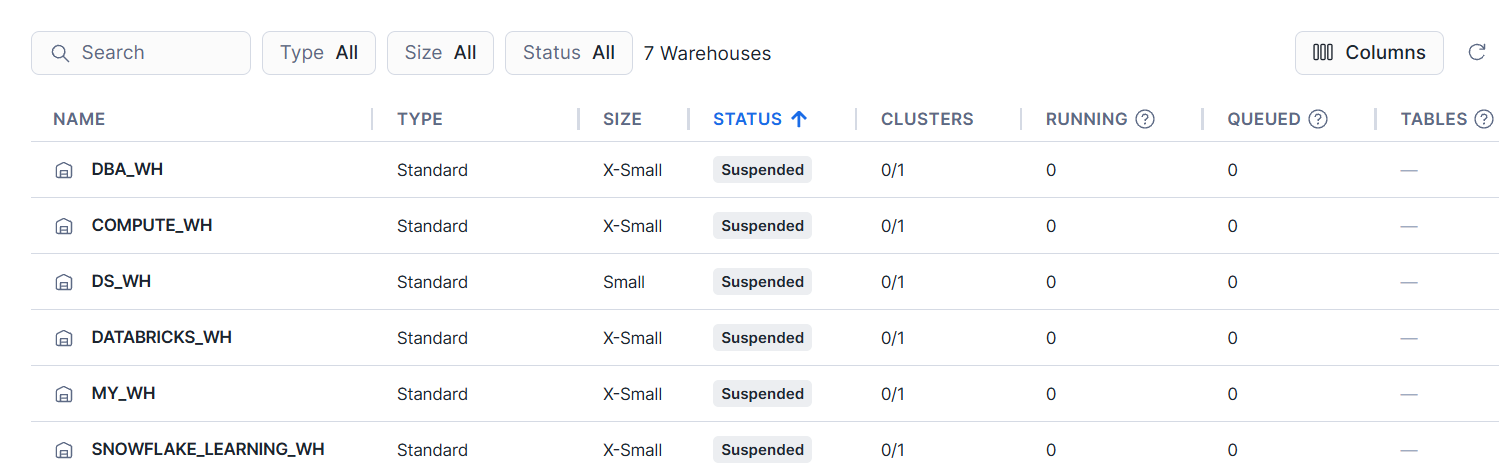 Search Type All Size All Status All 7 Warehouses Columns
NAME TYPE SIZE STATUS CLUSTERS RUNNING QUEUED TABLES
DBA_WH Standard X-Small Suspended 0/1 0 0 —
COMPUTE_WH Standard X-Small Suspended 0/1 0 0 —
DS_WH Standard Small Suspended 0/1 0 0 —
DATABRICKS_WH Standard X-Small Suspended 0/1 0 0 —
MY_WH Standard X-Small Suspended 0/1 0 0 —
SNOWFLAKE_LEARNING_WH Standard X-Small Suspended 0/1 0 0 —